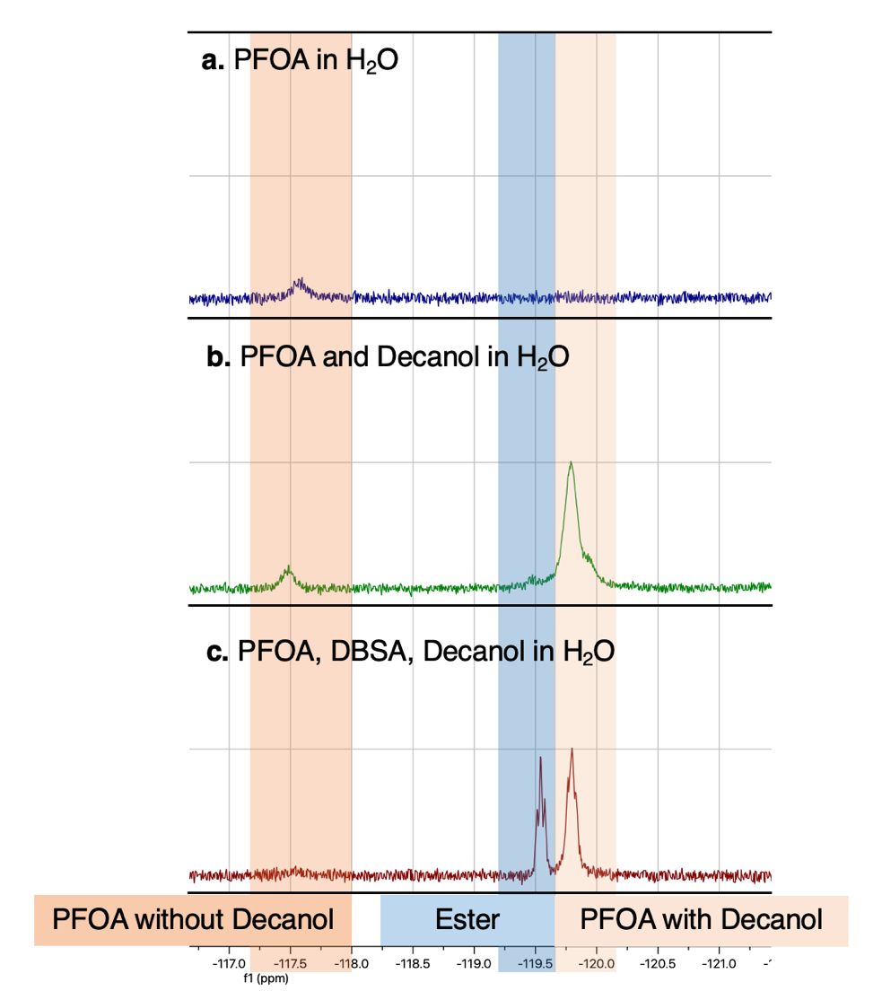 a. PFOA in H₂O
b. PFOA and Decanol in H₂O
c. PFOA, DBSA, Decanol in H₂O
PFOA without Decanol Ester PFOA with Decanol
-117.0 -117.5 -118.0 -118.5 -119.0 -119.5 -120.0 -120.5 -121.0
f1 (ppm)